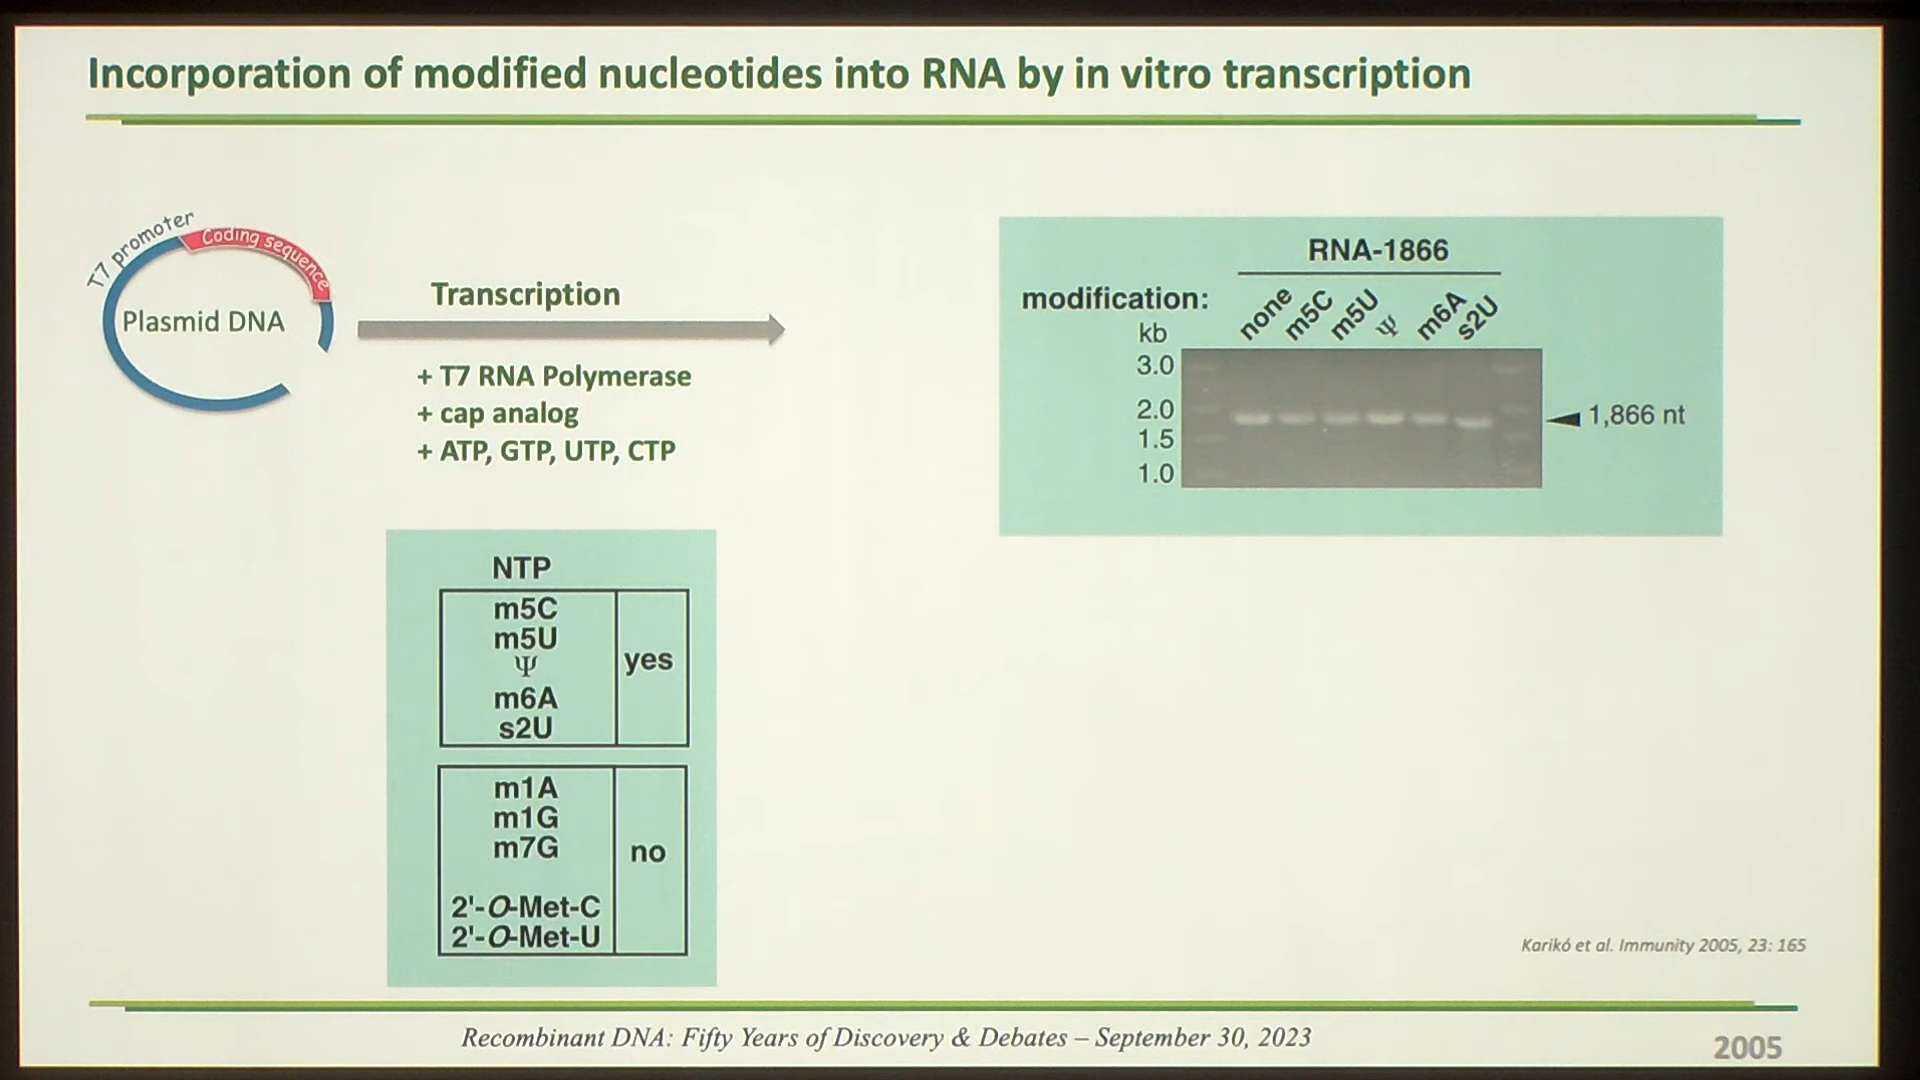 Incorporation of modified nucleotides into RNA by in vitro transcription
T7 promoter
Coding sequence
Plasmid DNA
Transcription
+ T7 RNA Polymerase
+ cap analog
+ ATP, GTP, UTP, CTP
NTP
m5C
m5U
Ψ
m6A
s2U
yes
m1A
m1G
m7G
2'-O-Met-C
2'-O-Met-U
no
RNA-1866
modification:
none
m5C
m5U
Ψ
m6A
s2U
kb
3.0
2.0
1.5
1.0
1,866 nt
Karikó et al. Immunity 2005, 23: 165
Recombinant DNA: Fifty Years of Discovery & Debates – September 30, 2023
2005